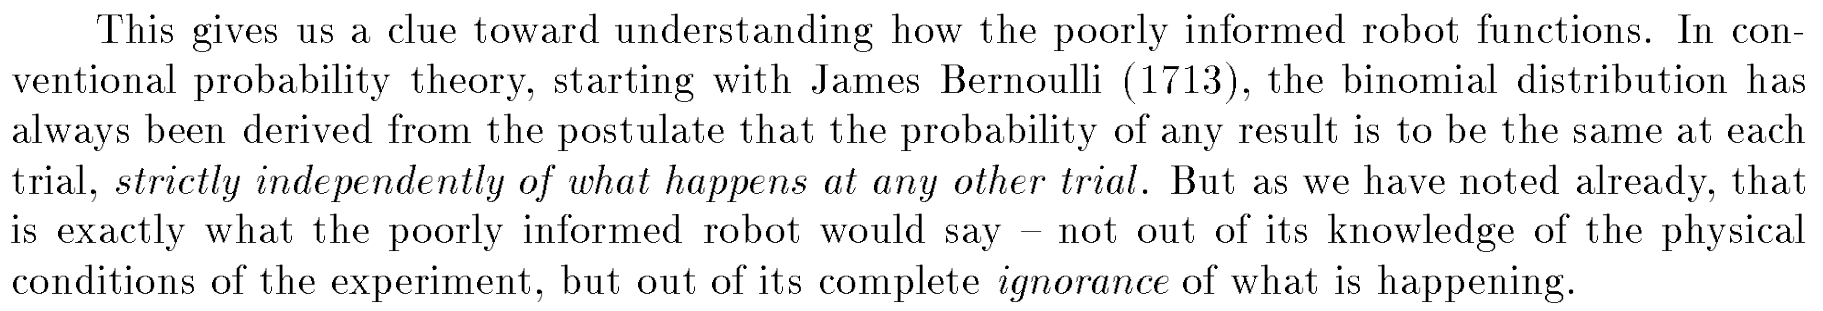 This gives us a clue toward understanding how the poorly informed robot functions. In con-
ventional probability theory, starting with James Bernoulli (1713), the binomial distribution has
always been derived from the postulate that the probability of any result is to be the same at each
trial, strictly independently of what happens at any other trial. But as we have noted already, that
is exactly what the poorly informed robot would say – not out of its knowledge of the physical
conditions of the experiment, but out of its complete ignorance of what is happening.